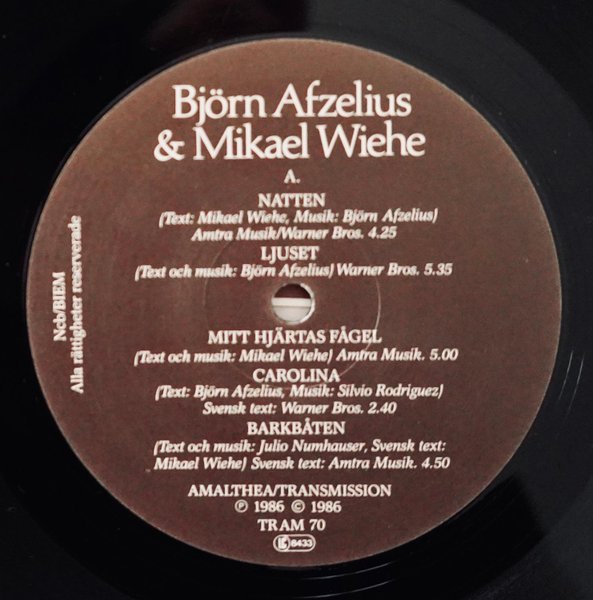 Björn Afzelius
& Mikael Wiehe
A.
NATTEN
(Text: Mikael Wiehe, Musik: Björn Afzelius)
Amtra Musik/Warner Bros. 4.25
LJUSET
(Text och musik: Björn Afzelius) Warner Bros. 5.35
Ncb/BIEM
Alla rättigheter reserverade
MITT HJÄRTAS FÅGEL
(Text och musik: Mikael Wiehe) Amtra Musik. 5.00
CAROLINA
(Text: Björn Afzelius, Musik: Silvio Rodriguez)
Svensk text: Warner Bros. 2.40
BARKBÅTEN
(Text och musik: Julio Numhauser, Svensk text:
Mikael Wiehe) Svensk text: Amtra Musik. 4.50
AMALTHEA/TRANSMISSION
℗ 1986 © 1986
TRAM 70
LC 8433